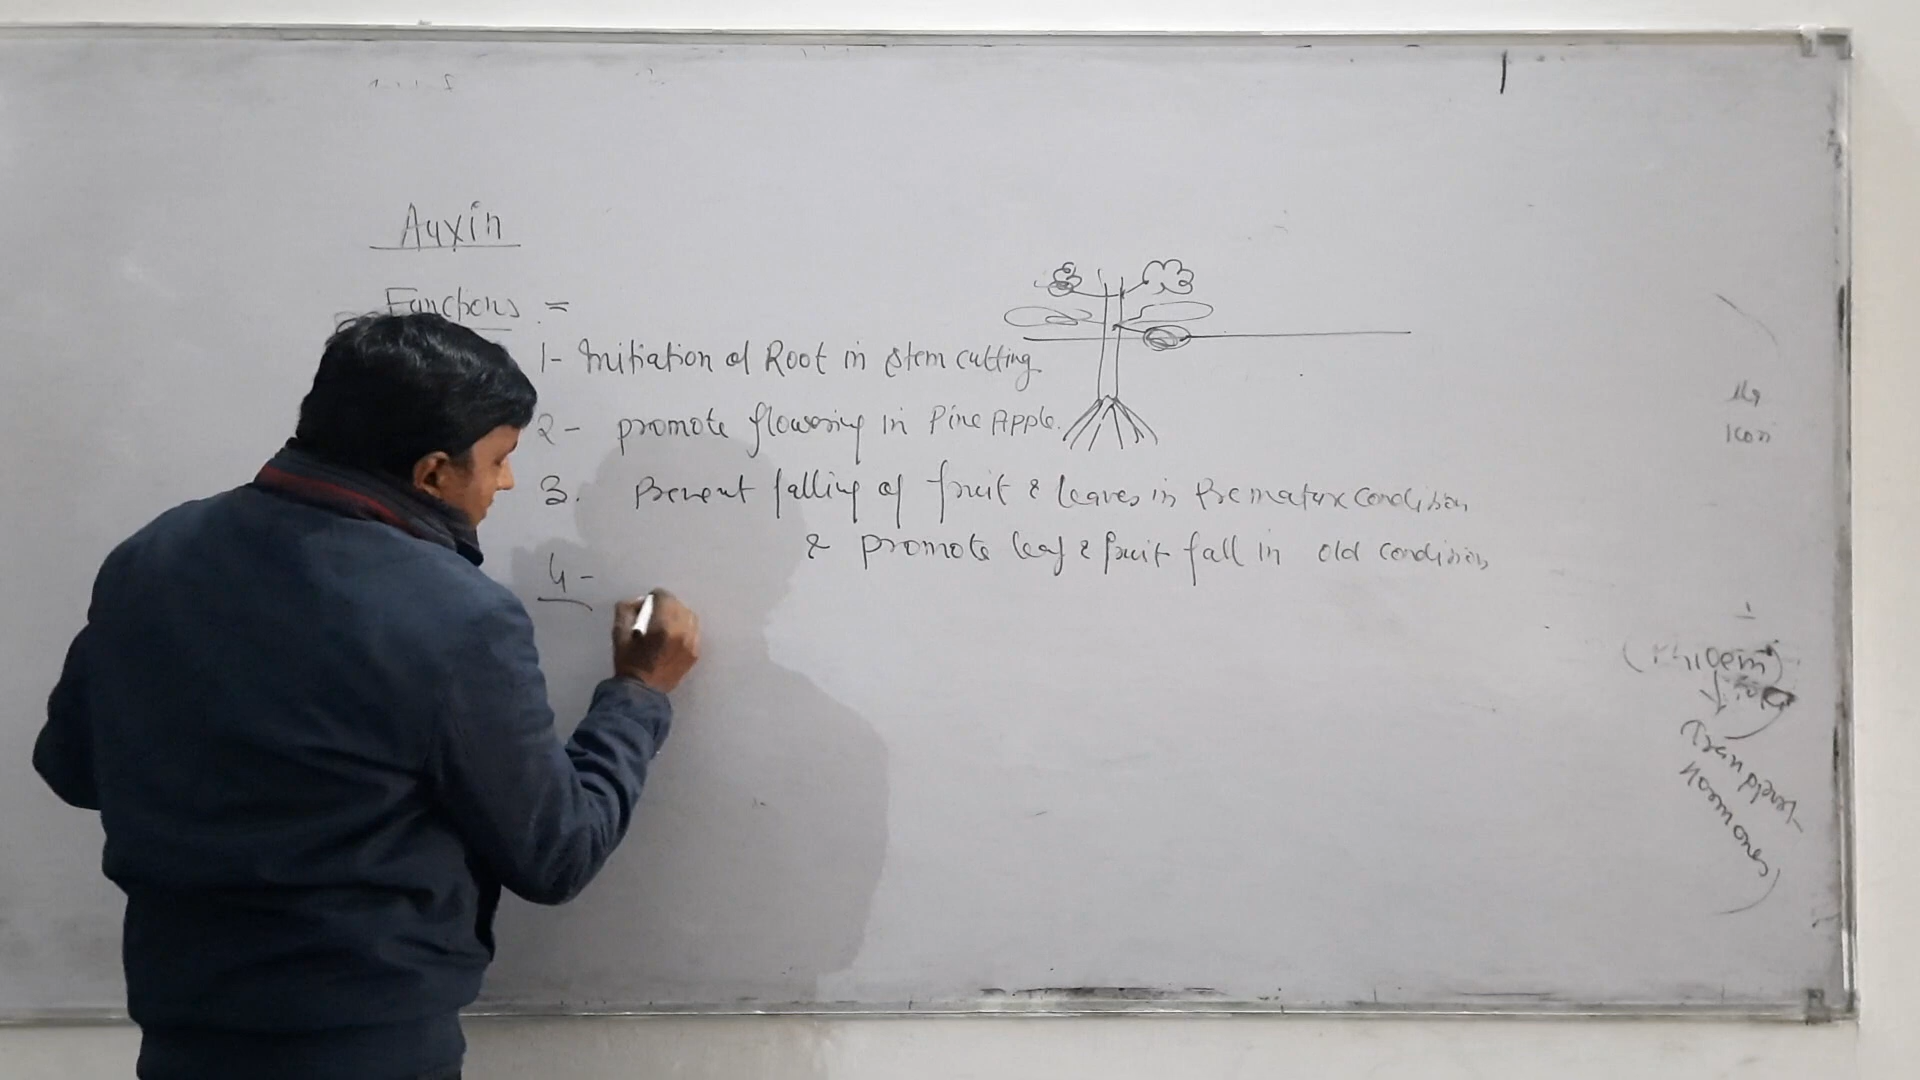 Auxin
Functions =
1- Initiation of Root in stem cutting
2- promote flowering in Pine Apple.
3. Prevent falling of fruit & leaves in Premature condition
& promote leaf & fruit fall in old condition
4-
(Phloem)
Transport
Hormones